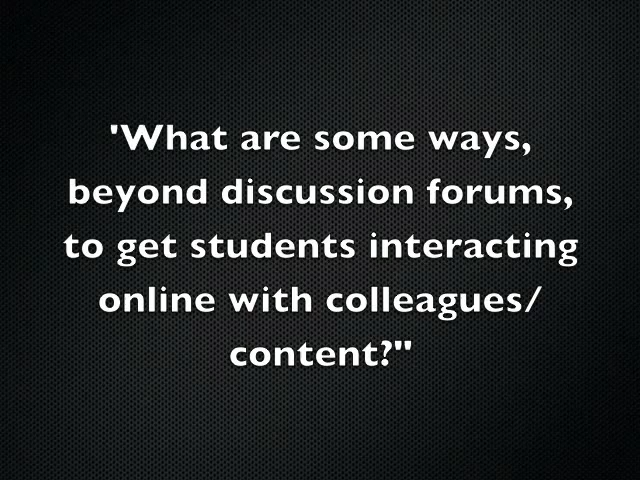 'What are some ways,
beyond discussion forums,
to get students interacting
online with colleagues/
content?"